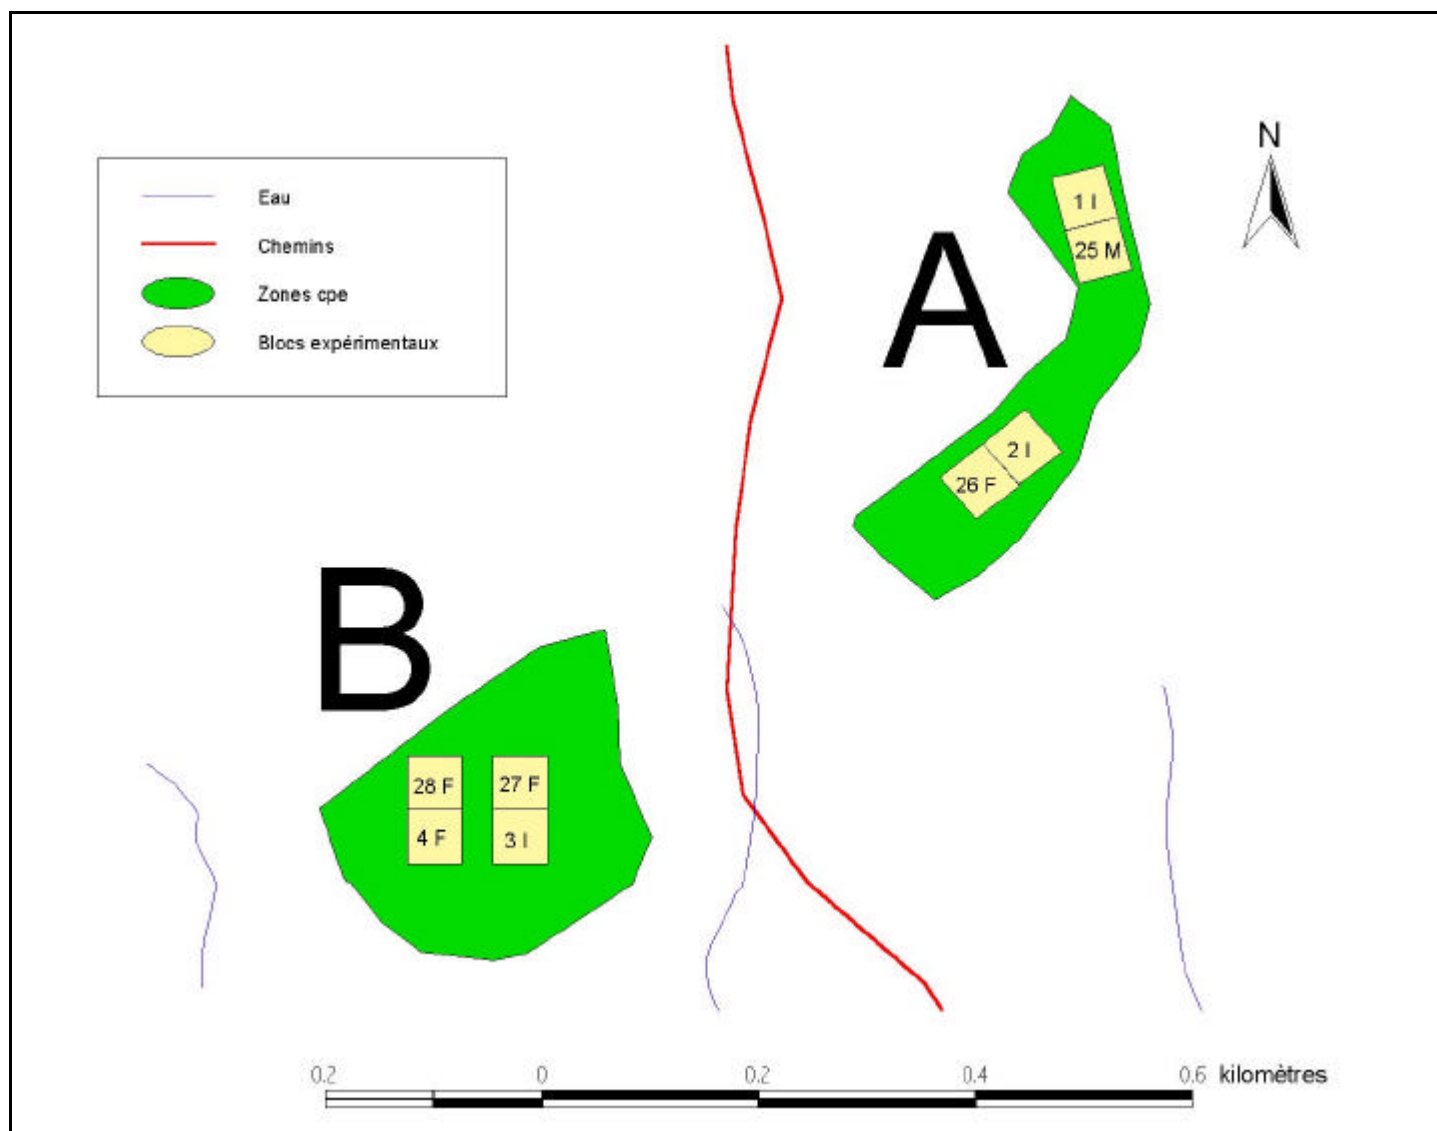 N
Eau
Chemins
Zones cpe
Blocs expérimentaux
A
1 I
25 M
2 I
26 F
B
28 F
27 F
4 F
3 I
0.2 0 0.2 0.4 0.6 kilomètres